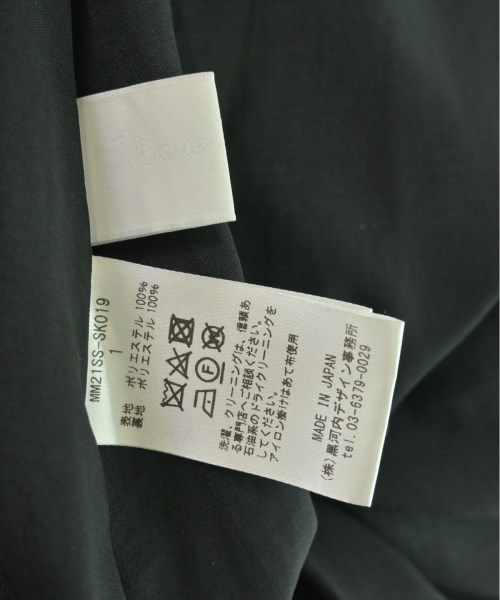 MM21SS-SK019
1
表地 ポリエステル 100%
裏地 ポリエステル 100%
洗濯、クリーニングは、信頼あ
る専門店へご相談ください。
石油系のドライクリーニングを
してください。
アイロン掛けはあて布使用
MADE IN JAPAN
(株)黒河内デザイン事務所
tel.03-6379-0029